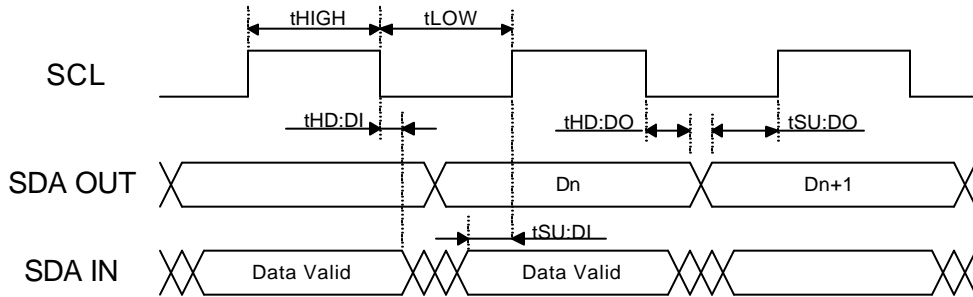 tHIGH tLOW
SCL
tHD:DI tHD:DO tSU:DO
SDA OUT Dn Dn+1
tSU:DI
SDA IN Data Valid Data Valid